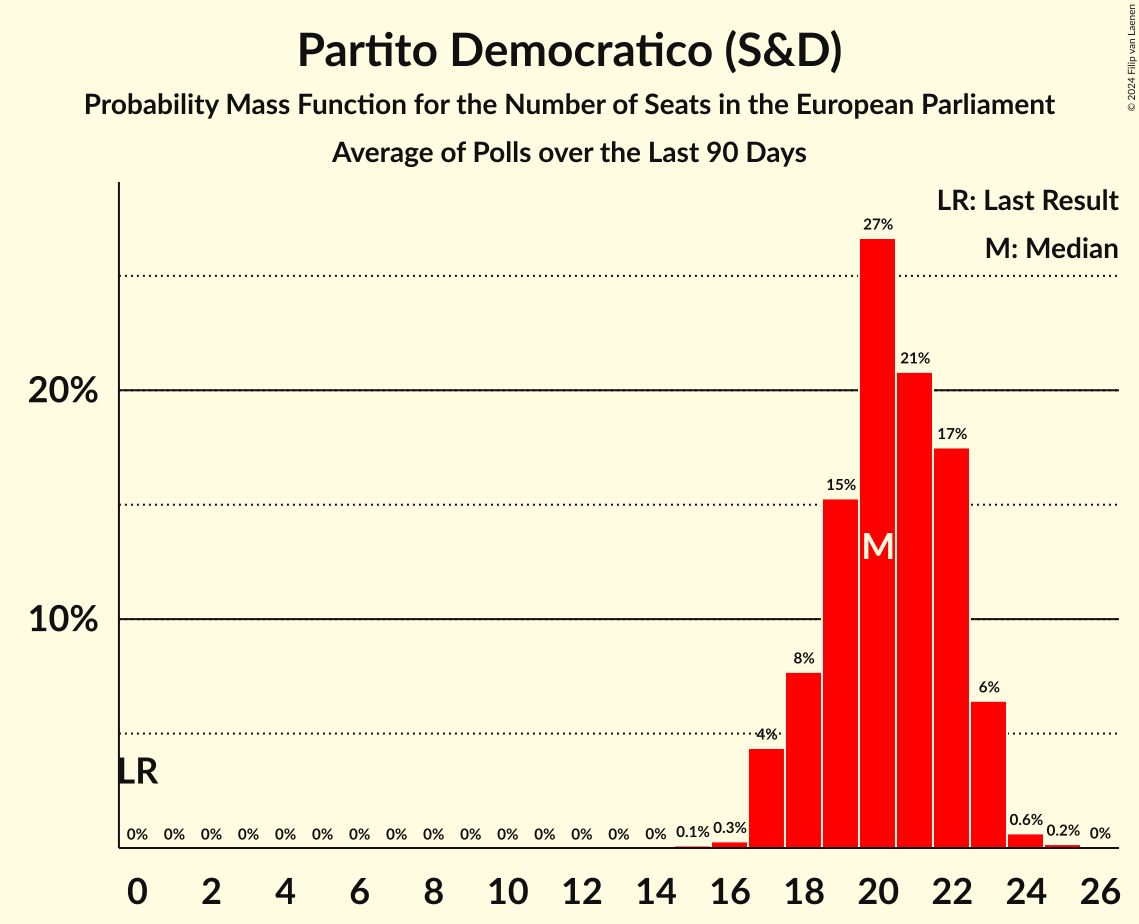 Partito Democratico (S&D)
Probability Mass Function for the Number of Seats in the European Parliament
Average of Polls over the Last 90 Days
© 2024 Filip van Laenen
LR: Last Result
M: Median
27%
21%
20%
17%
15%
M
10%
8%
6%
4%
LR
0% 0% 0% 0% 0% 0% 0% 0% 0% 0% 0% 0% 0% 0% 0% 0.1% 0.3% 0.6% 0.2% 0%
0 2 4 6 8 10 12 14 16 18 20 22 24 26